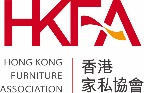 HKFA
HONG KONG
FURNITURE
ASSOCIATION
香港
家私協會